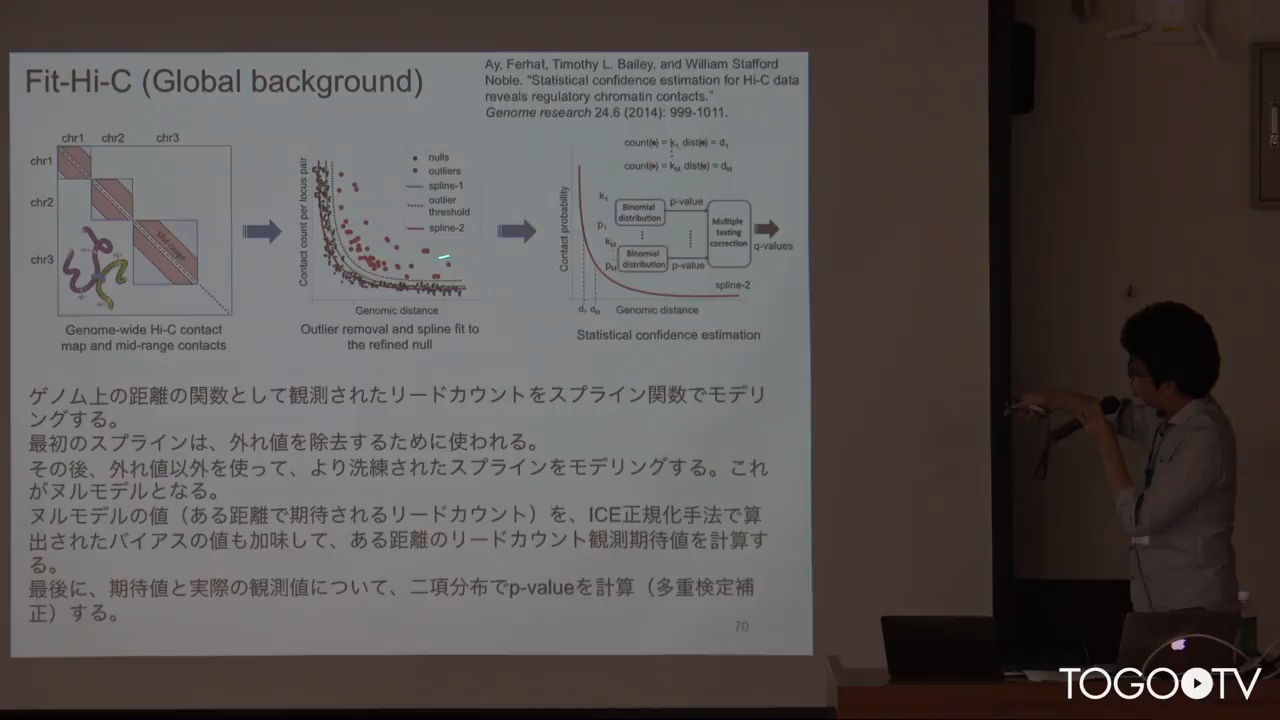 Fit-Hi-C (Global background)
Ay, Ferhat, Timothy L. Bailey, and William Stafford
Noble. "Statistical confidence estimation for Hi-C data
reveals regulatory chromatin contacts."
Genome research 24.6 (2014): 999-1011.
chr1 chr2 chr3
chr1
chr2
chr3
Mid-range
Genome-wide Hi-C contact
map and mid-range contacts
Contact count per locus pair
nulls
outliers
spline-1
outlier
threshold
spline-2
Genomic distance
Outlier removal and spline fit to
the refined null
count(•) = k₁, dist(•) = d₁
count(•) = kM, dist(•) = dM
Contact probability
k₁
p₁
Binomial
distribution
p-value
kM
pM
Binomial
distribution
p-value
Multiple
testing
correction
q-values
spline-2
d₁ dM Genomic distance
Statistical confidence estimation
ゲノム上の距離の関数として観測されたリードカウントをスプライン関数でモデリ
ングする。
最初のスプラインは、外れ値を除去するために使われる。
その後、外れ値以外を使って、より洗練されたスプラインをモデリングする。これ
がヌルモデルとなる。
ヌルモデルの値（ある距離で期待されるリードカウント）を、ICE正規化手法で算
出されたバイアスの値も加味して、ある距離のリードカウント観測期待値を計算す
る。
最後に、期待値と実際の観測値について、二項分布でp-valueを計算（多重検定補
正）する。
70
TOGOTV